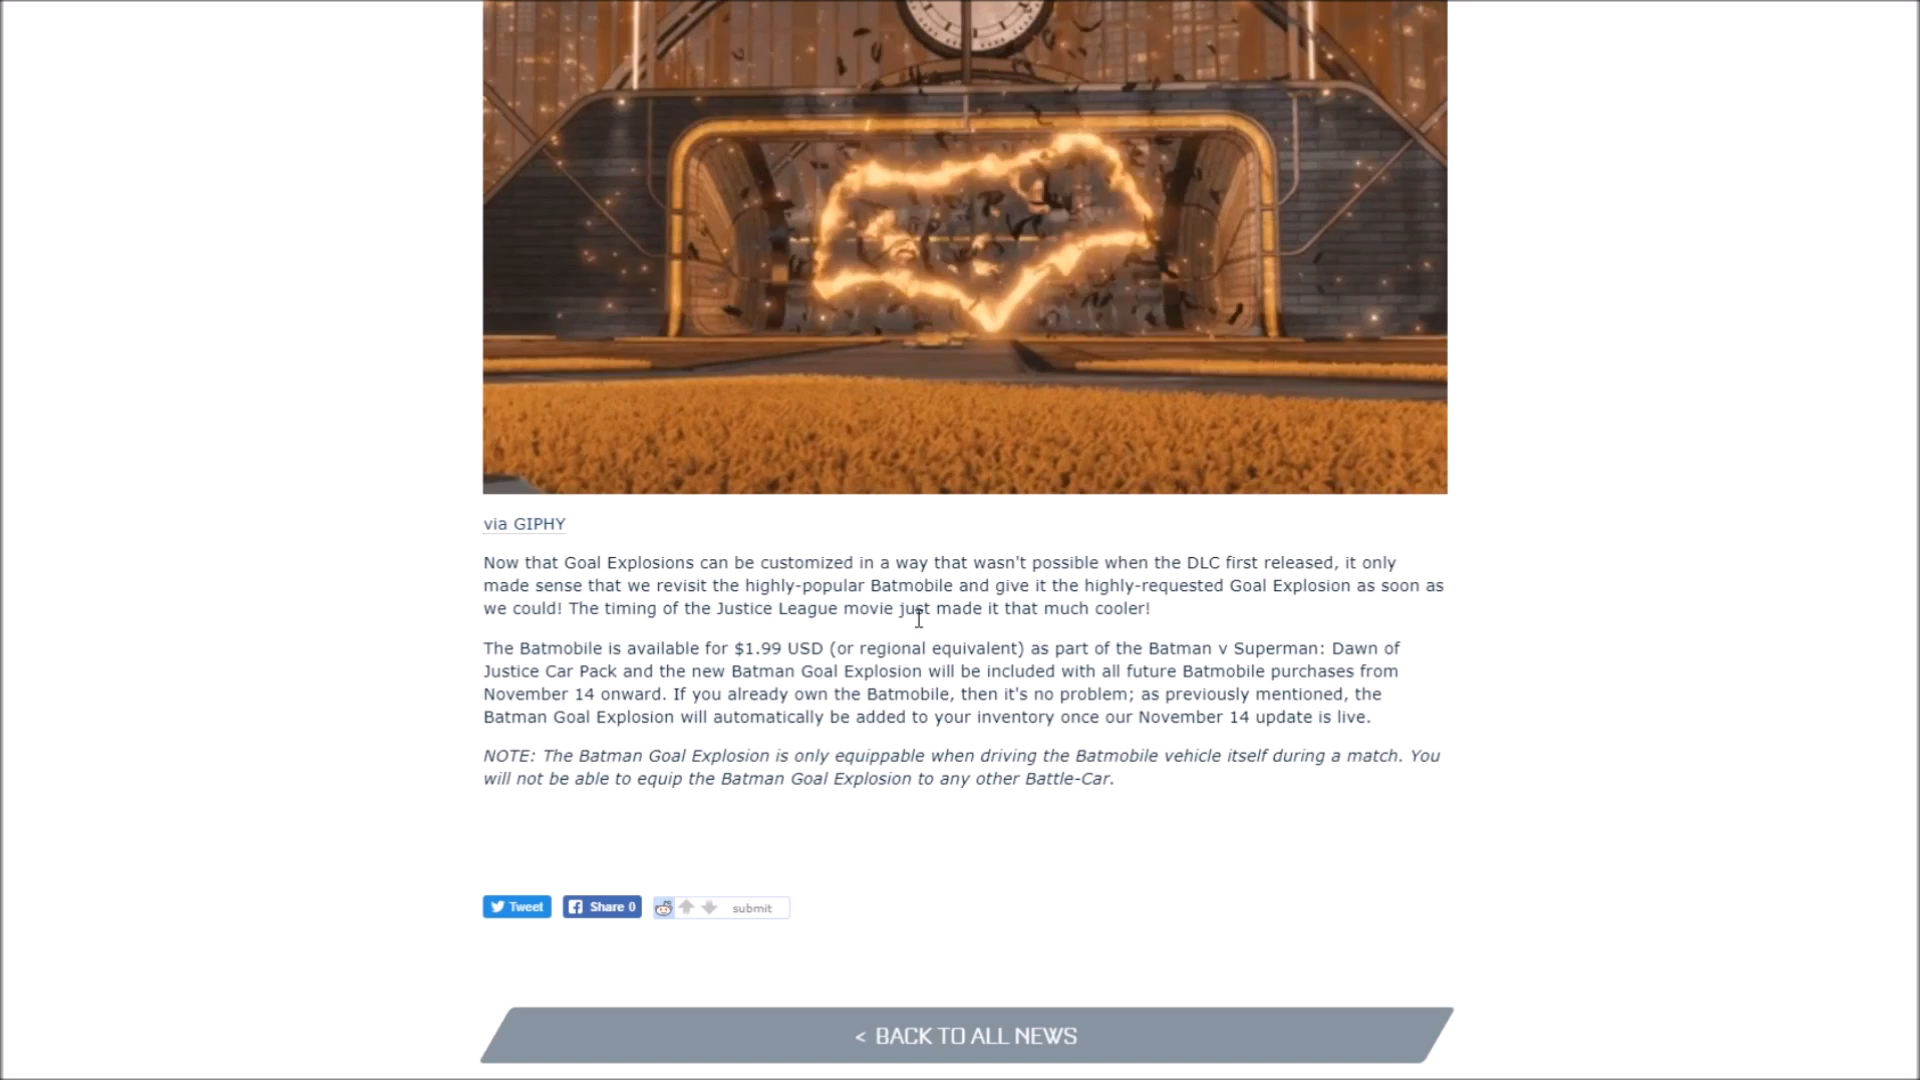 via GIPHY
Now that Goal Explosions can be customized in a way that wasn't possible when the DLC first released, it only
made sense that we revisit the highly-popular Batmobile and give it the highly-requested Goal Explosion as soon as
we could! The timing of the Justice League movie just made it that much cooler!
The Batmobile is available for $1.99 USD (or regional equivalent) as part of the Batman v Superman: Dawn of
Justice Car Pack and the new Batman Goal Explosion will be included with all future Batmobile purchases from
November 14 onward. If you already own the Batmobile, then it's no problem; as previously mentioned, the
Batman Goal Explosion will automatically be added to your inventory once our November 14 update is live.
NOTE: The Batman Goal Explosion is only equippable when driving the Batmobile vehicle itself during a match. You
will not be able to equip the Batman Goal Explosion to any other Battle-Car.
Tweet Share 0 submit
< BACK TO ALL NEWS